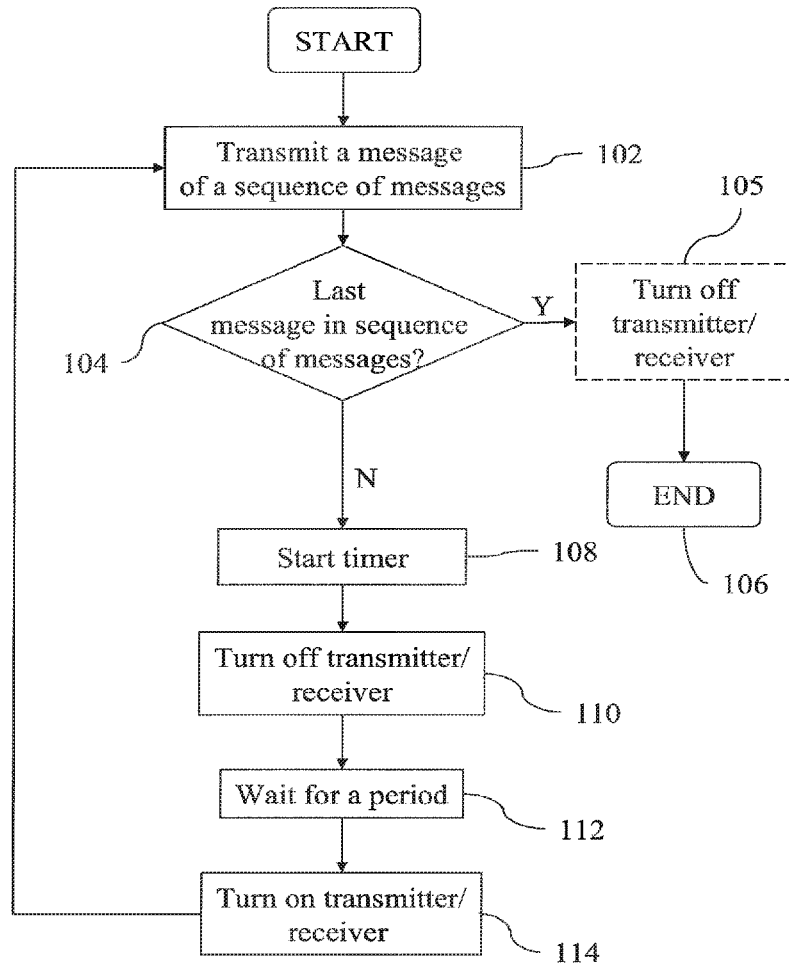 START
Transmit a message
of a sequence of messages
102
105
Last
message in sequence
of messages?
104
Y
Turn off
transmitter/
receiver
N
END
106
Start timer
108
Turn off transmitter/
receiver
110
Wait for a period
112
Turn on transmitter/
receiver
114